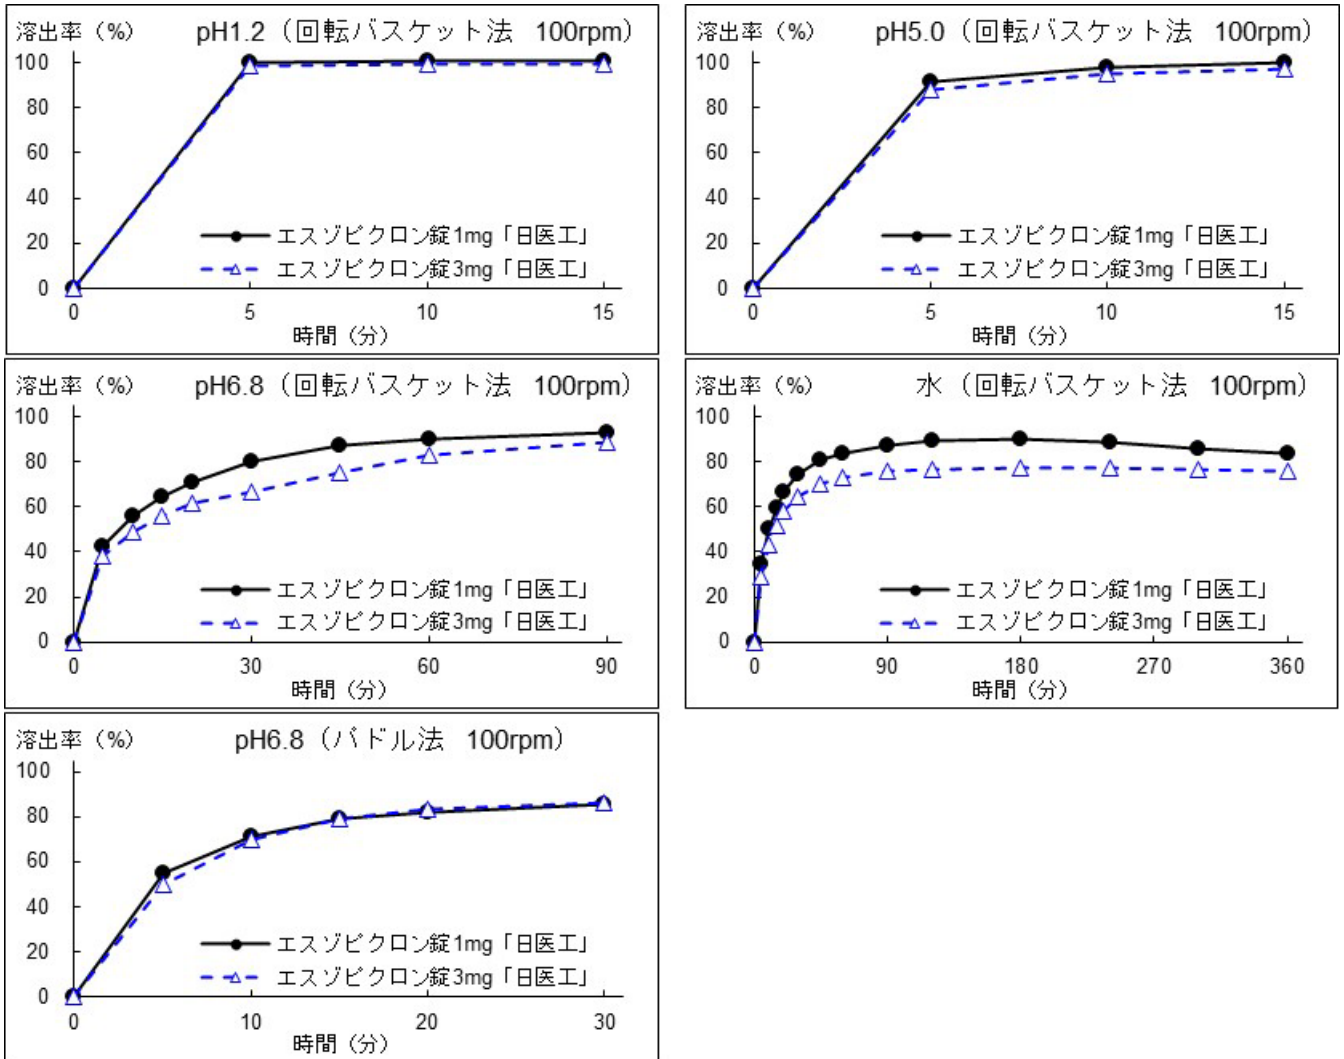 溶出率（%） pH1.2（回転バスケット法 100rpm）
100
80
60
40
20
0
エスゾピクロン錠1mg「日医工」
エスゾピクロン錠3mg「日医工」
0 5 10 15
時間（分）
溶出率（%） pH5.0（回転バスケット法 100rpm）
100
80
60
40
20
0
エスゾピクロン錠1mg「日医工」
エスゾピクロン錠3mg「日医工」
0 5 10 15
時間（分）
溶出率（%） pH6.8（回転バスケット法 100rpm）
100
80
60
40
20
0
エスゾピクロン錠1mg「日医工」
エスゾピクロン錠3mg「日医工」
0 30 60 90
時間（分）
溶出率（%） 水（回転バスケット法 100rpm）
100
80
60
40
20
0
エスゾピクロン錠1mg「日医工」
エスゾピクロン錠3mg「日医工」
0 90 180 270 360
時間（分）
溶出率（%） pH6.8（パドル法 100rpm）
100
80
60
40
20
0
エスゾピクロン錠1mg「日医工」
エスゾピクロン錠3mg「日医工」
0 10 20 30
時間（分）